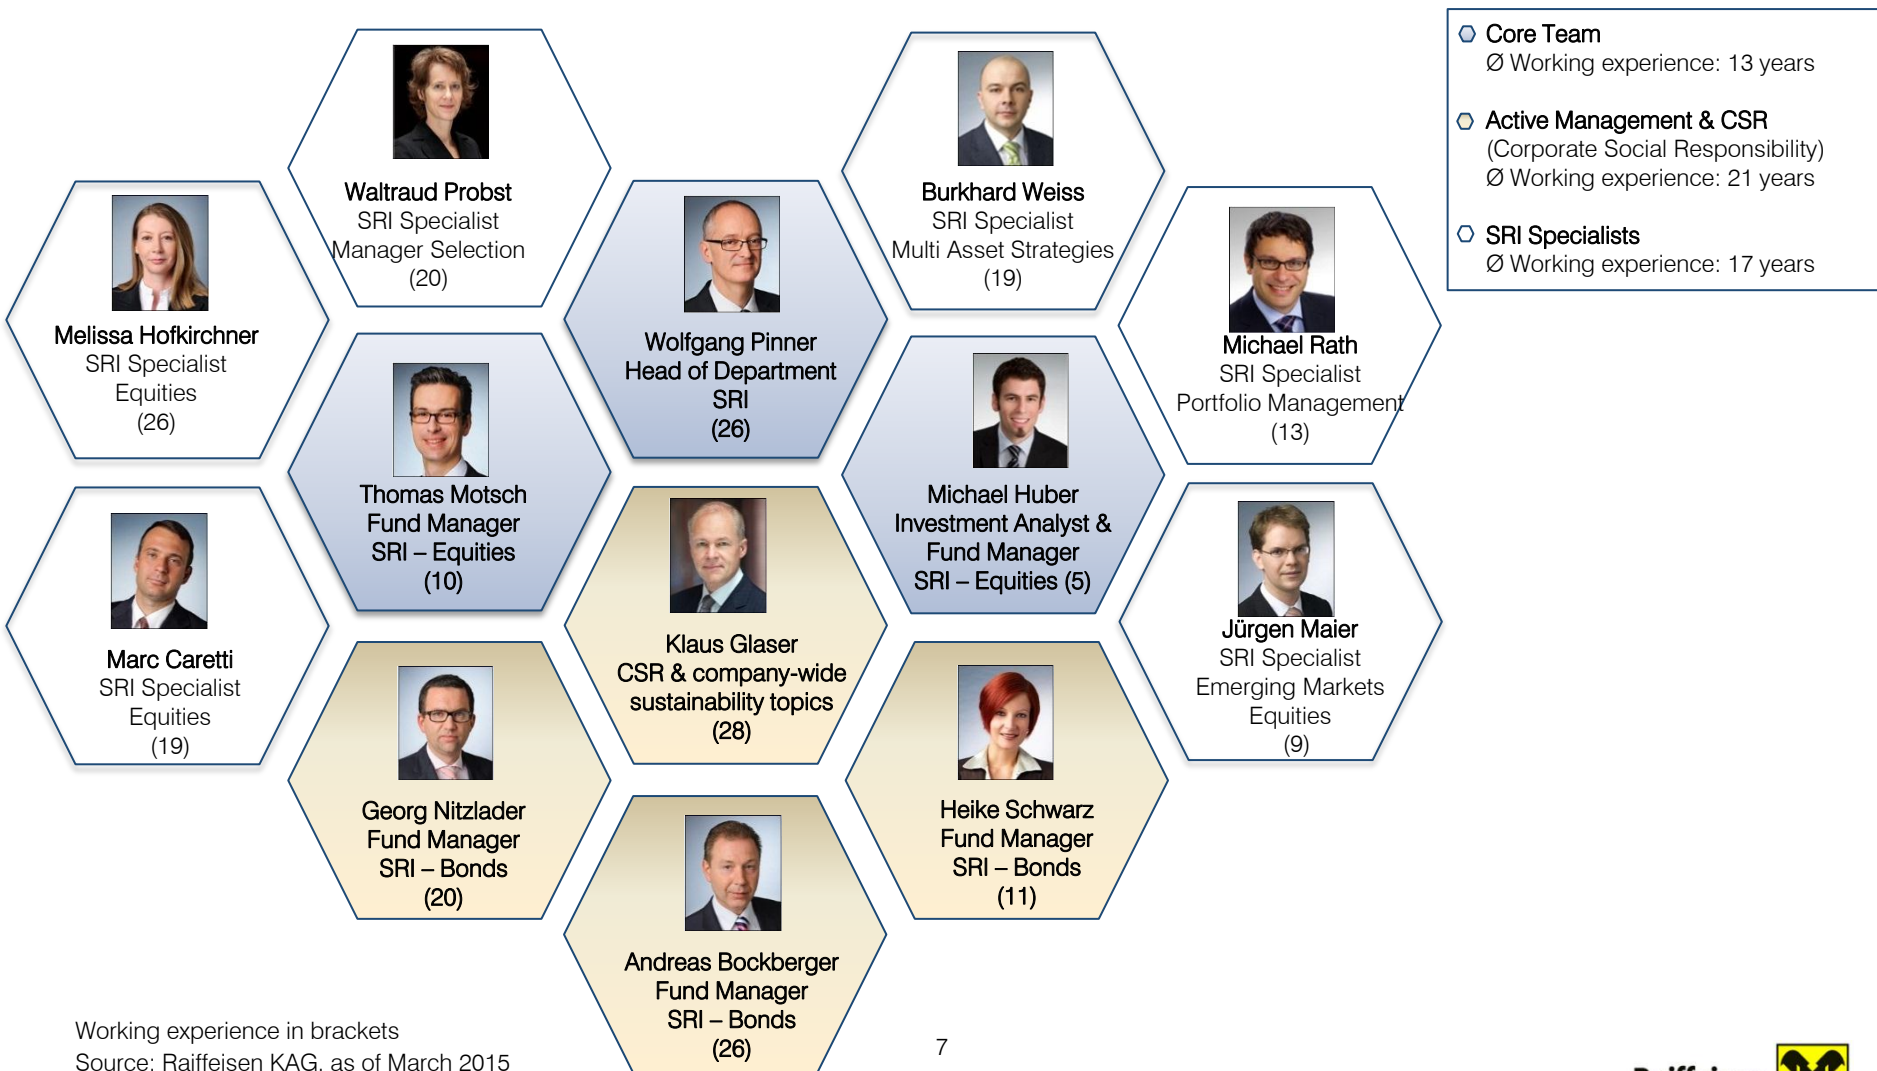 Core Team
Ø Working experience: 13 years
Active Management & CSR
(Corporate Social Responsibility)
Ø Working experience: 21 years
SRI Specialists
Ø Working experience: 17 years
Waltraud Probst
SRI Specialist
Manager Selection
(20)
Burkhard Weiss
SRI Specialist
Multi Asset Strategies
(19)
Melissa Hofkirchner
SRI Specialist
Equities
(26)
Wolfgang Pinner
Head of Department
SRI
(26)
Michael Rath
SRI Specialist
Portfolio Management
(13)
Thomas Motsch
Fund Manager
SRI – Equities
(10)
Michael Huber
Investment Analyst &
Fund Manager
SRI – Equities (5)
Marc Caretti
SRI Specialist
Equities
(19)
Klaus Glaser
CSR & company-wide
sustainability topics
(28)
Jürgen Maier
SRI Specialist
Emerging Markets
Equities
(9)
Georg Nitzlader
Fund Manager
SRI – Bonds
(20)
Heike Schwarz
Fund Manager
SRI – Bonds
(11)
Andreas Bockberger
Fund Manager
SRI – Bonds
(26)
Working experience in brackets
Source: Raiffeisen KAG, as of March 2015
7